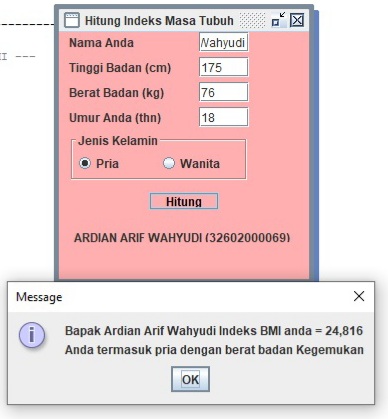 Hitung Indeks Masa Tubuh
Nama Anda Wahyudi
Tinggi Badan (cm) 175
Berat Badan (kg) 76
Umur Anda (thn) 18
Jenis Kelamin
Pria Wanita
Hitung
ARDIAN ARIF WAHYUDI (32602000069)
Message
Bapak Ardian Arif Wahyudi Indeks BMI anda = 24,816
Anda termasuk pria dengan berat badan Kegemukan
OK